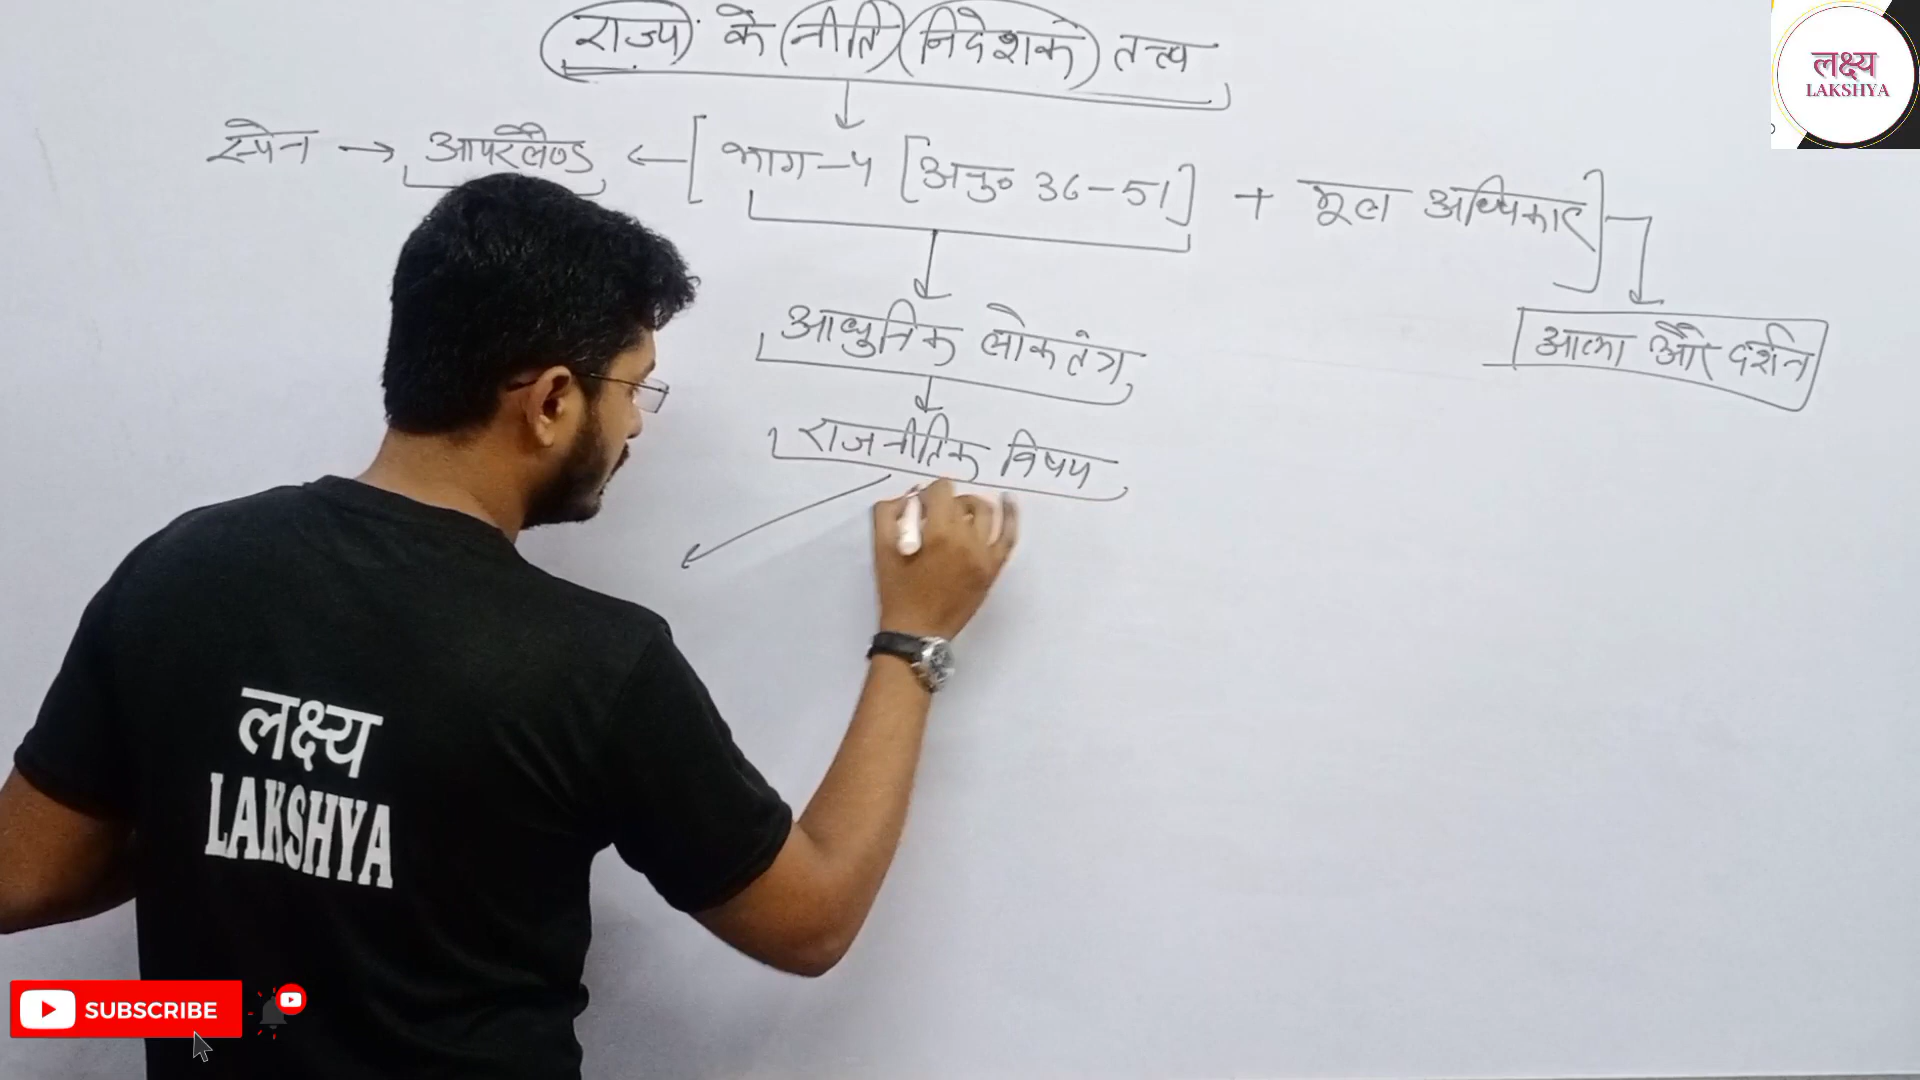 राज्य के नीति निदेशक तत्त्व
स्पेन → आयरलैण्ड ← [ भाग-4 [अनु० 36-51] + मूल अधिकार]
आत्मा और दर्शन
आधुनिक लोकतंत्र
राजनीतिक विषय
लक्ष्य
LAKSHYA
लक्ष्य
LAKSHYA
SUBSCRIBE